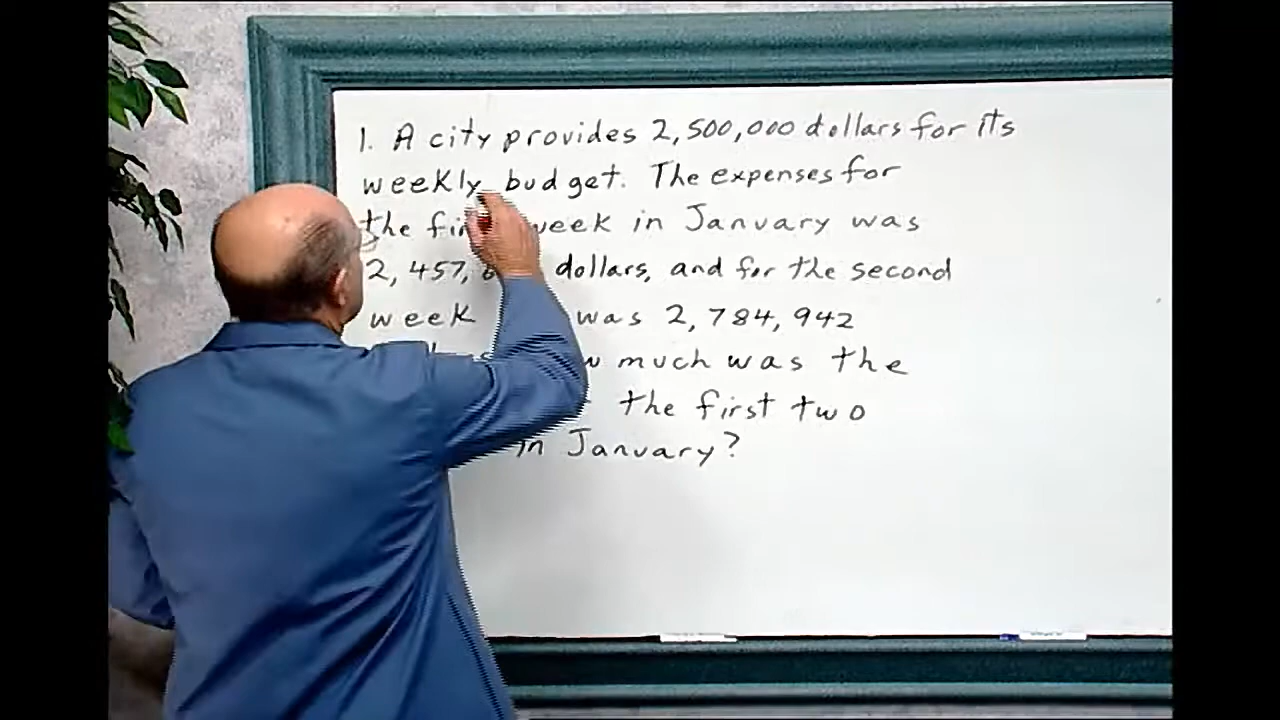 1. A city provides 2,500,000 dollars for its
weekly budget. The expenses for
the week in January was
2,457, dollars, and for the second
week was 2,784,942
much was the
the first two
in January?